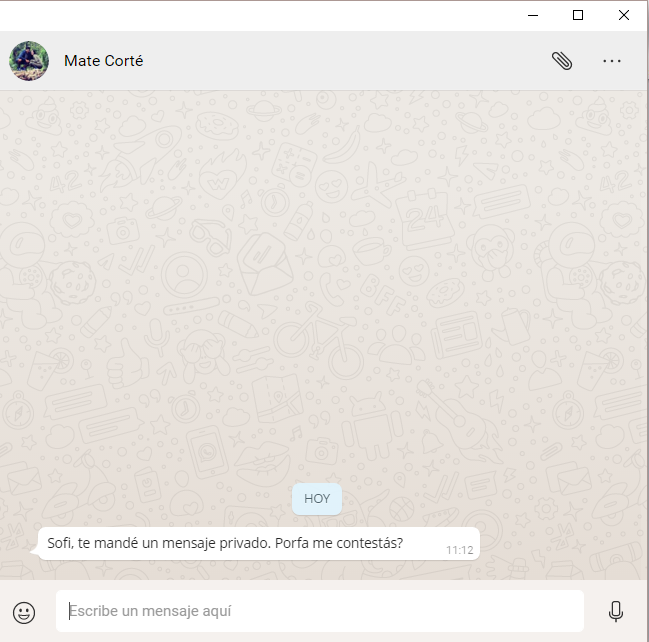 Mate Corté
HOY
Sofi, te mandé un mensaje privado. Porfa me contestás?
11:12
Escribe un mensaje aquí